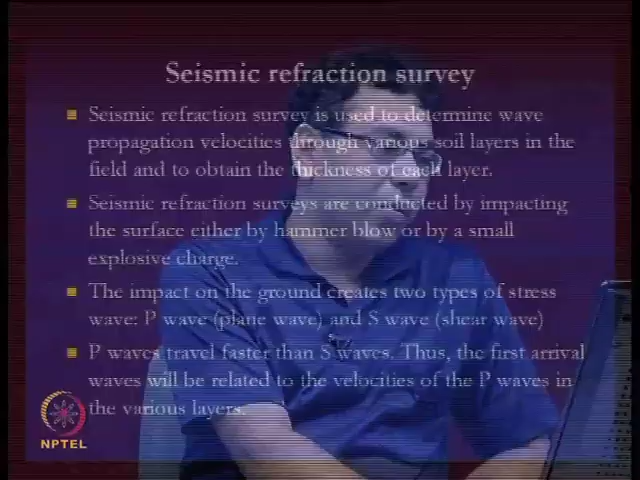 Seismic refraction survey
Seismic refraction survey is used to determine wave
propagation velocities through various soil layers in the
field and to obtain the thickness of each layer.
Seismic refraction surveys are conducted by impacting
the surface either by hammer blow or by a small
explosive charge.
The impact on the ground creates two types of stress
wave: P wave (plane wave) and S wave (shear wave)
P waves travel faster than S waves. Thus, the first arrival
waves will be related to the velocities of the P waves in
the various layers.
NPTEL